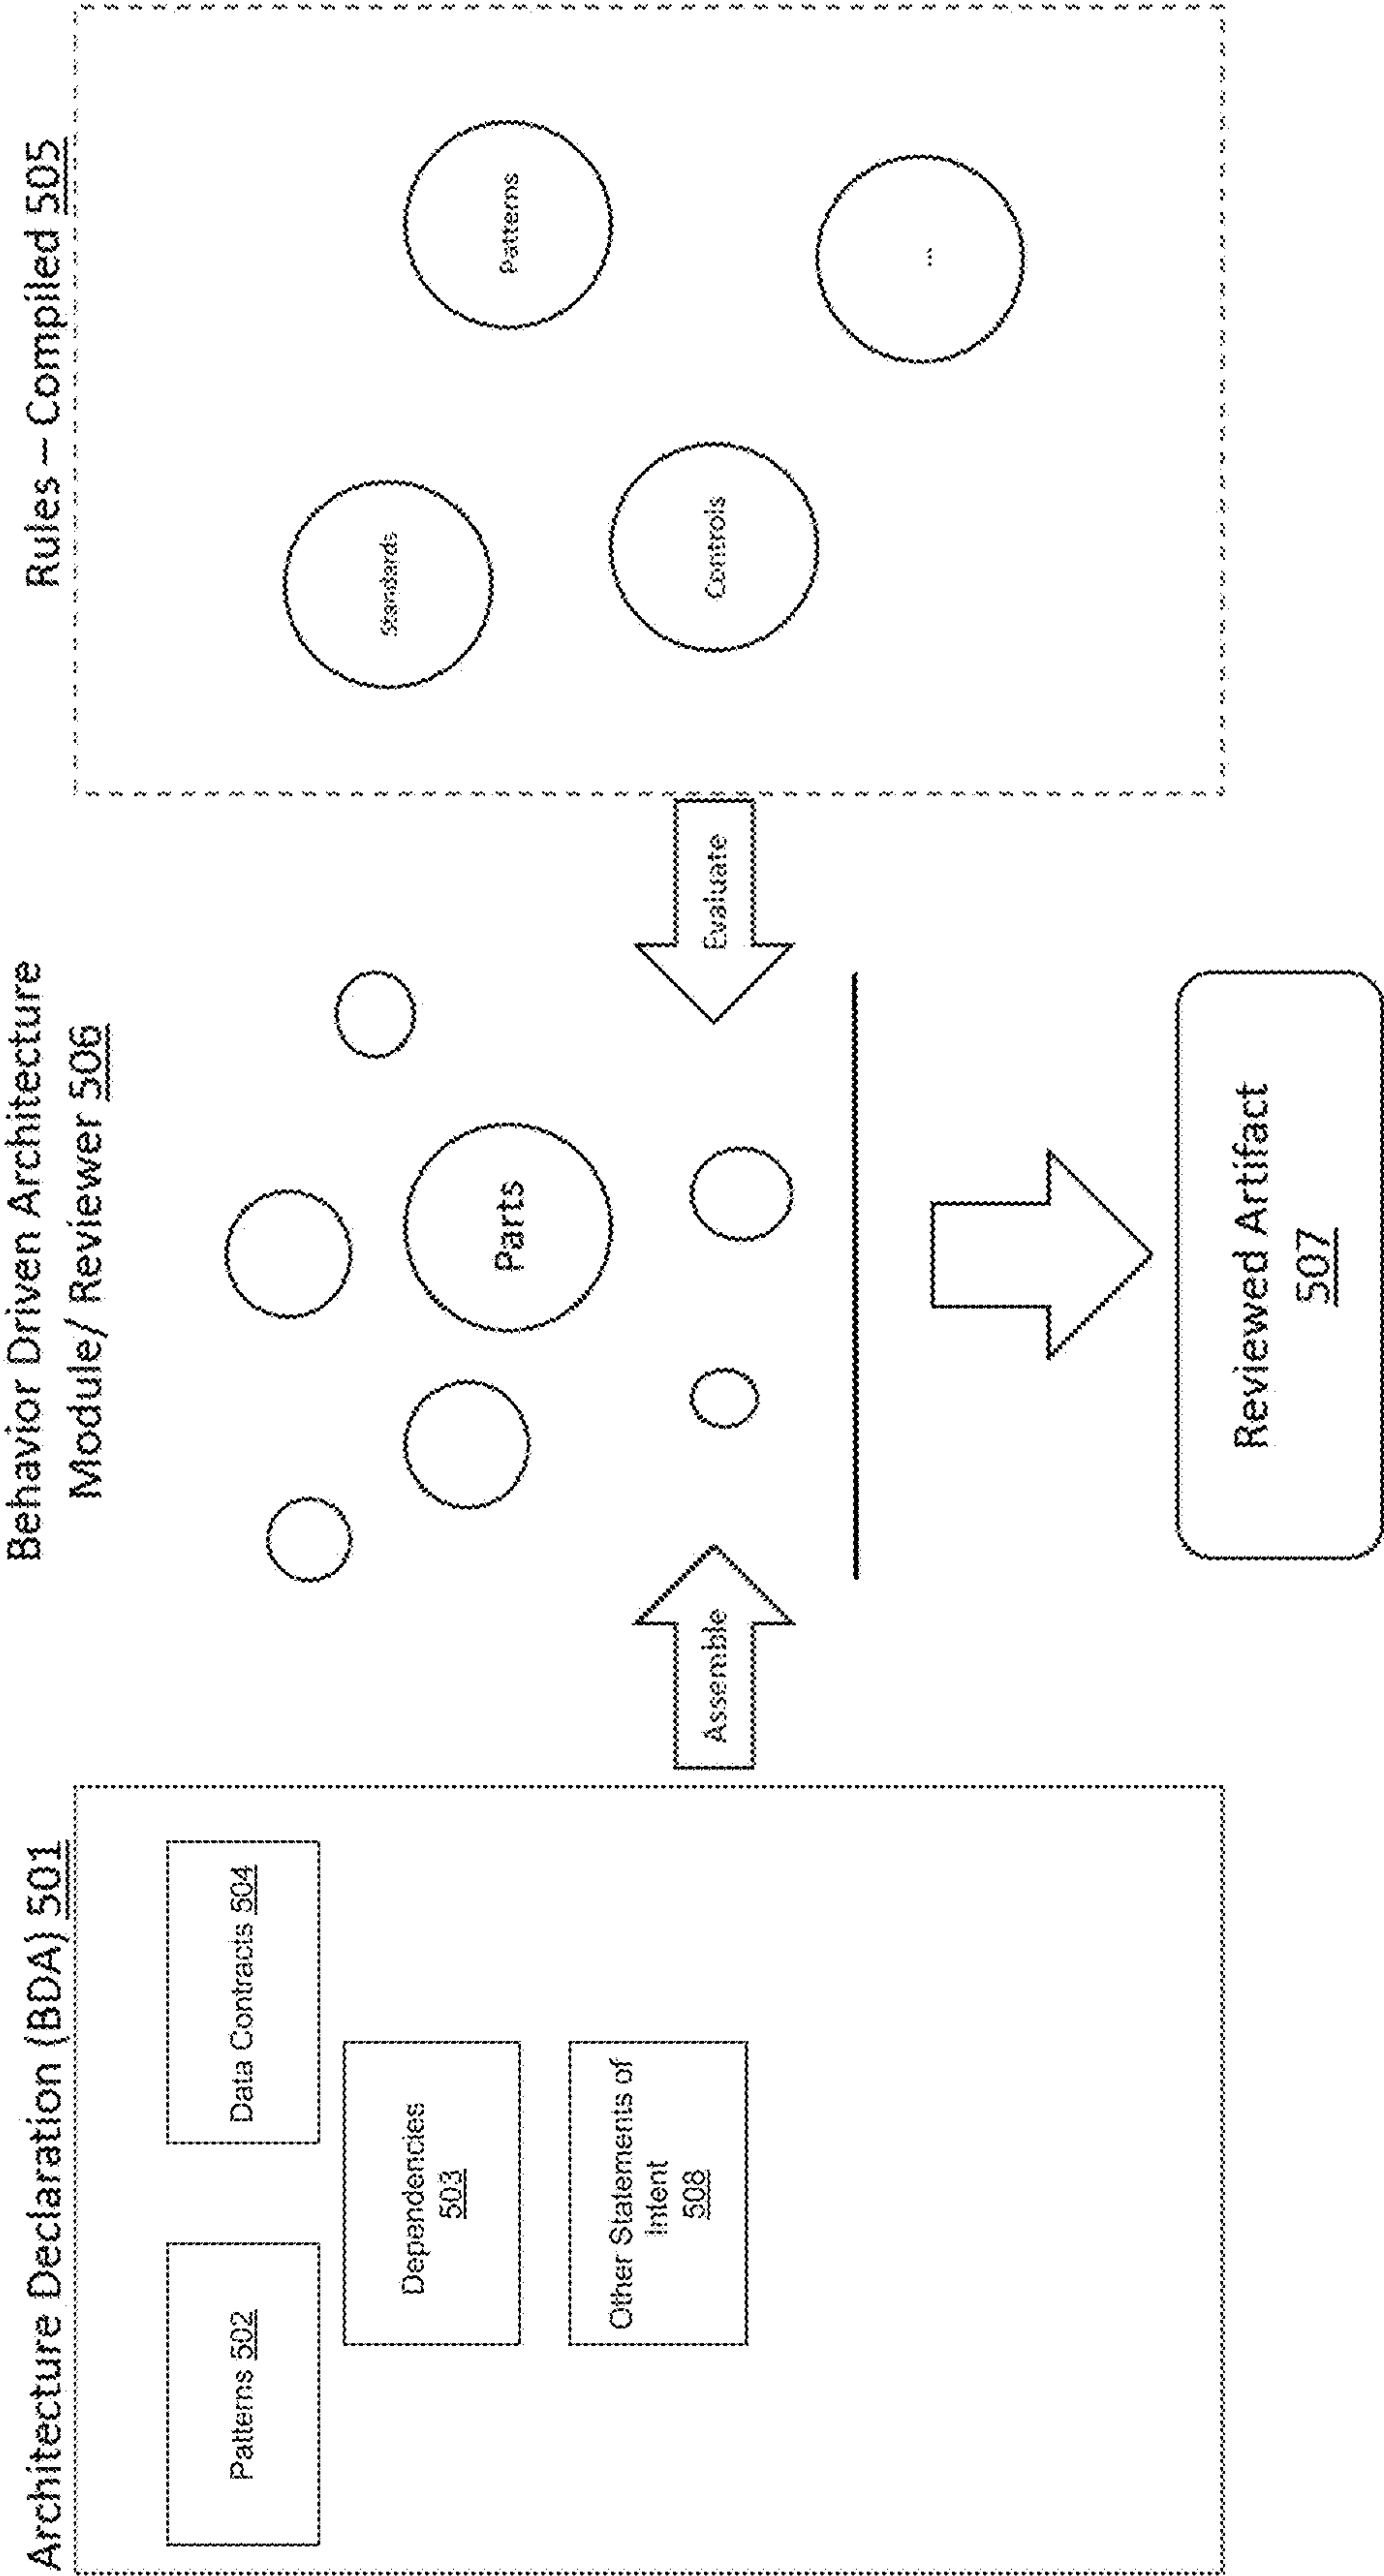 Architecture Declaration (BDA) 501
Patterns 502
Data Contracts 504
Dependencies
503
Other Statements of
Intent
508
Assemble
Behavior Driven Architecture
Module/ Reviewer 506
Parts
Evaluate
Reviewed Artifact
507
Rules – Compiled 505
Standards
Patterns
Controls
...